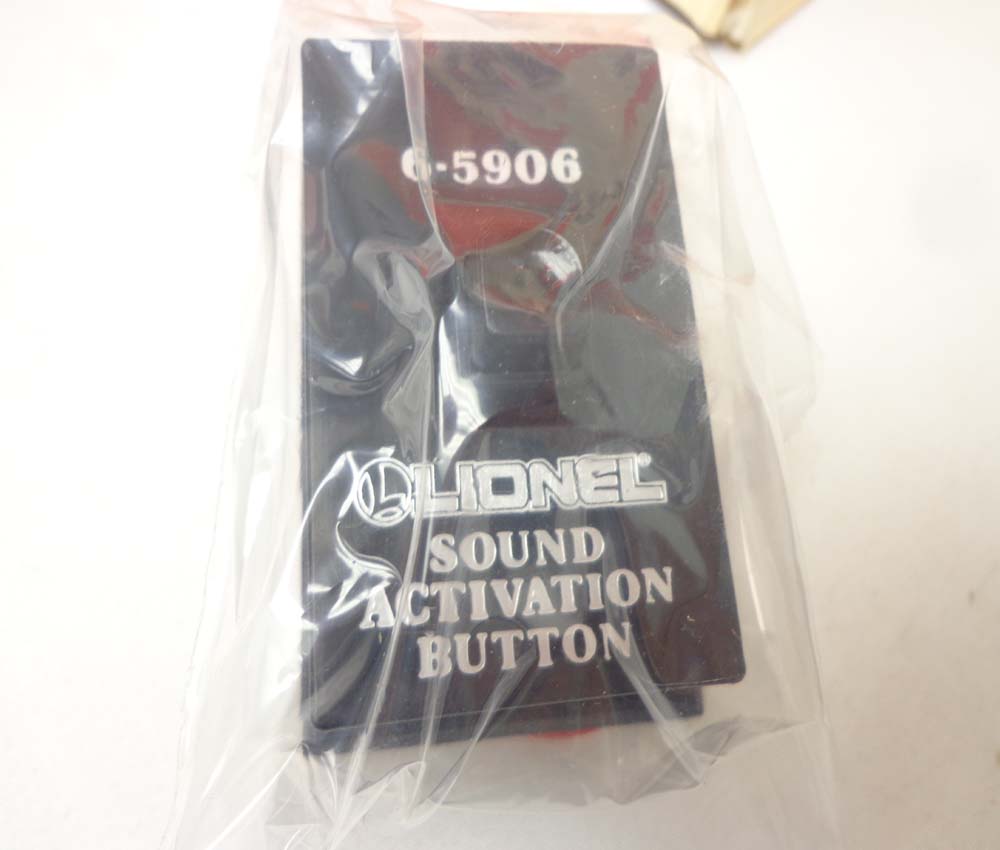 6-5906
L LIONEL®
SOUND
ACTIVATION
BUTTON